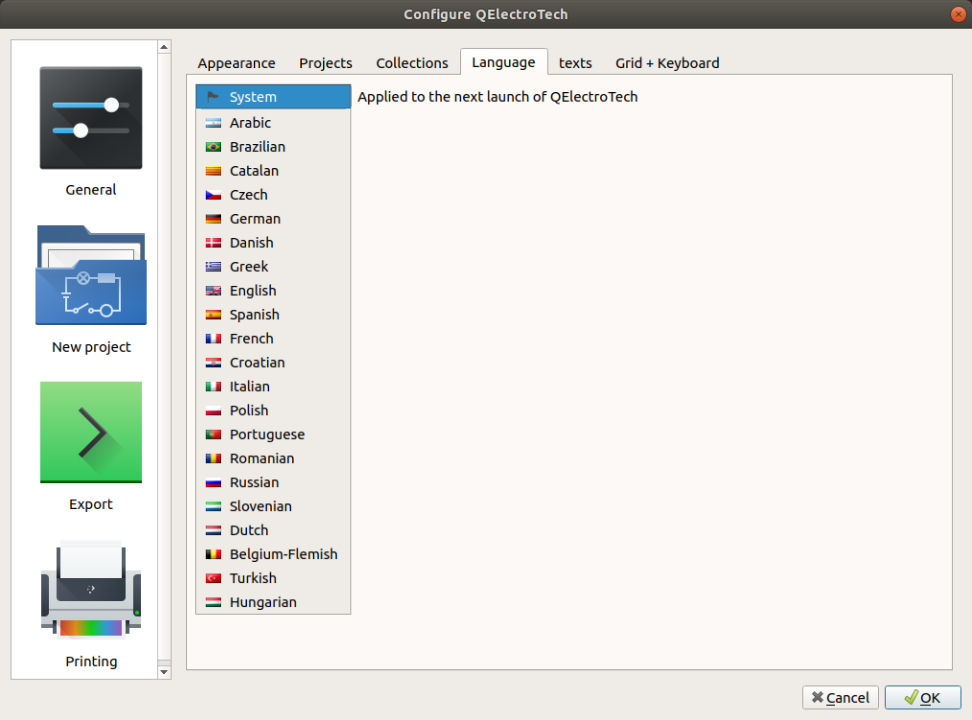 Configure QElectroTech
General
New project
Export
Printing
Appearance Projects Collections Language texts Grid + Keyboard
System
Applied to the next launch of QElectroTech
Arabic
Brazilian
Catalan
Czech
German
Danish
Greek
English
Spanish
French
Croatian
Italian
Polish
Portuguese
Romanian
Russian
Slovenian
Dutch
Belgium-Flemish
Turkish
Hungarian
Cancel OK